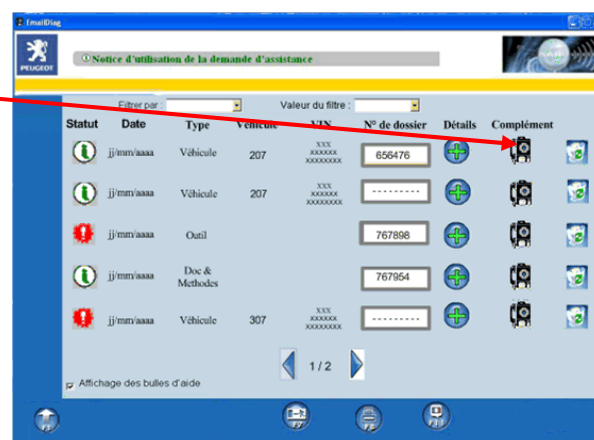 EmailDiag
PEUGEOT
Notice d'utilisation de la demande d'assistance
Filtrer par : Valeur du filtre :
Statut Date Type Véhicule VIN N° de dossier Détails Complément
jj/mm/aaaa Véhicule 207 xxx xxxxxx xxxxxxxx 656476
jj/mm/aaaa Véhicule 207 xxx xxxxxx xxxxxxxx ---------
jj/mm/aaaa Outil 767898
jj/mm/aaaa Doc & Methodes 767954
jj/mm/aaaa Véhicule 307 xxx xxxxxx xxxxxxxx ---------
1 / 2
Affichage des bulles d'aide